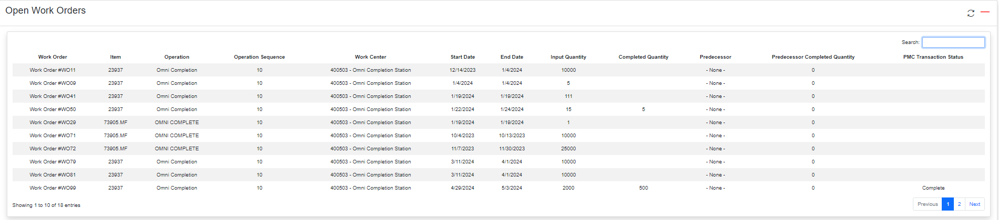 Open Work Orders
Search:
Work Order Item Operation Operation Sequence Work Center Start Date End Date Input Quantity Completed Quantity Predecessor Predecessor Completed Quantity PMC Transaction Status
Work Order #WO11 23937 Omni Completion 10 400503 - Omni Completion Station 12/14/2023 1/4/2024 10000 - None - 0
Work Order #WO09 23937 Omni Completion 10 400503 - Omni Completion Station 1/4/2024 1/4/2024 5 - None - 0
Work Order #WO41 23937 Omni Completion 10 400503 - Omni Completion Station 1/19/2024 1/19/2024 111 - None - 0
Work Order #WO50 23937 Omni Completion 10 400503 - Omni Completion Station 1/22/2024 1/24/2024 15 5 - None - 0
Work Order #WO29 73905.MF OMNI COMPLETE 10 400503 - Omni Completion Station 1/19/2024 1/19/2024 1 - None - 0
Work Order #WO71 73905.MF OMNI COMPLETE 10 400503 - Omni Completion Station 10/4/2023 10/13/2023 10000 - None - 0
Work Order #WO72 73905.MF OMNI COMPLETE 10 400503 - Omni Completion Station 11/7/2023 11/30/2023 25000 - None - 0
Work Order #WO79 23937 Omni Completion 10 400503 - Omni Completion Station 3/11/2024 4/1/2024 10000 - None - 0
Work Order #WO81 23937 Omni Completion 10 400503 - Omni Completion Station 3/11/2024 4/1/2024 10000 - None - 0
Work Order #WO99 23937 Omni Completion 10 400503 - Omni Completion Station 4/29/2024 5/3/2024 2000 500 - None - 0 Complete
Showing 1 to 10 of 18 entries
Previous 1 2 Next